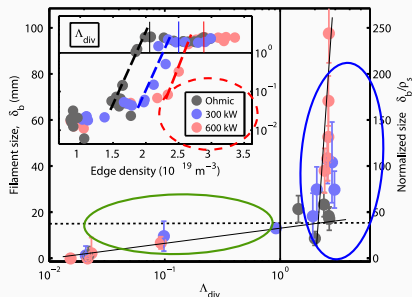 Λdiv
10⁰
10⁻¹
10⁻²
1 1.5 2 2.5 3 3.5
Edge density (10 ¹⁹ m⁻³)
Ohmic
300 kW
600 kW
100
80
60
40
20
0
Filament size, δb (mm)
250
200
150
100
50
0
Normalized size δb/ρs
10⁻² 10⁻¹ 10⁰
Λdiv